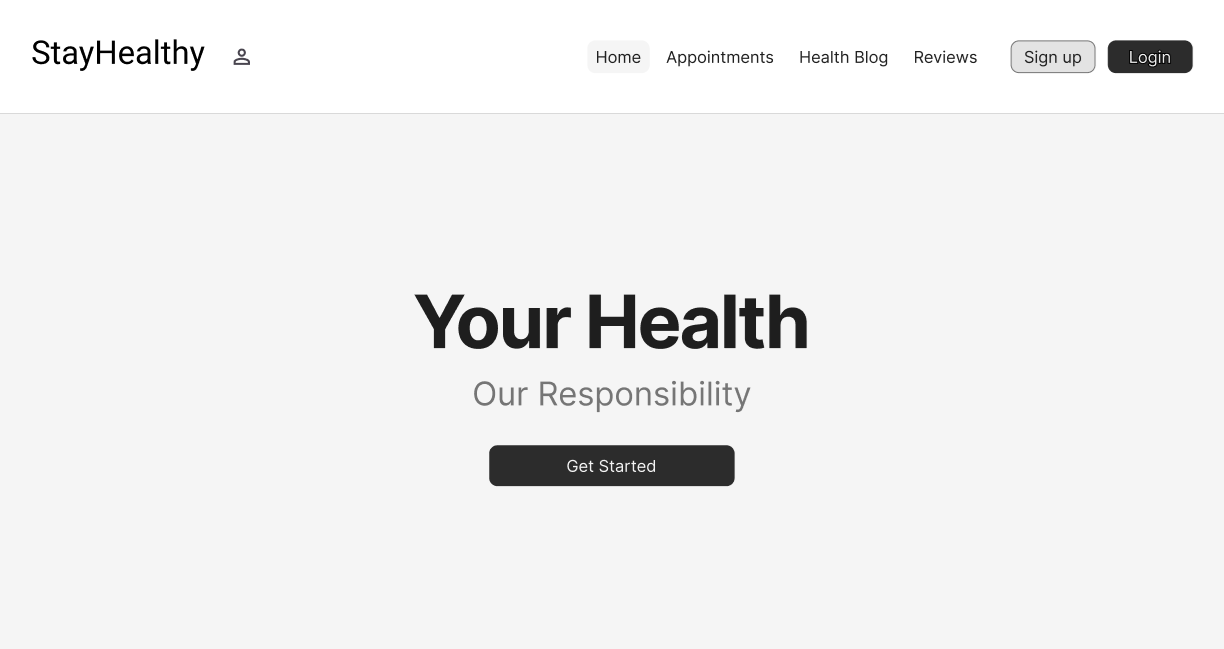 StayHealthy
Home Appointments Health Blog Reviews Sign up Login
Your Health
Our Responsibility
Get Started